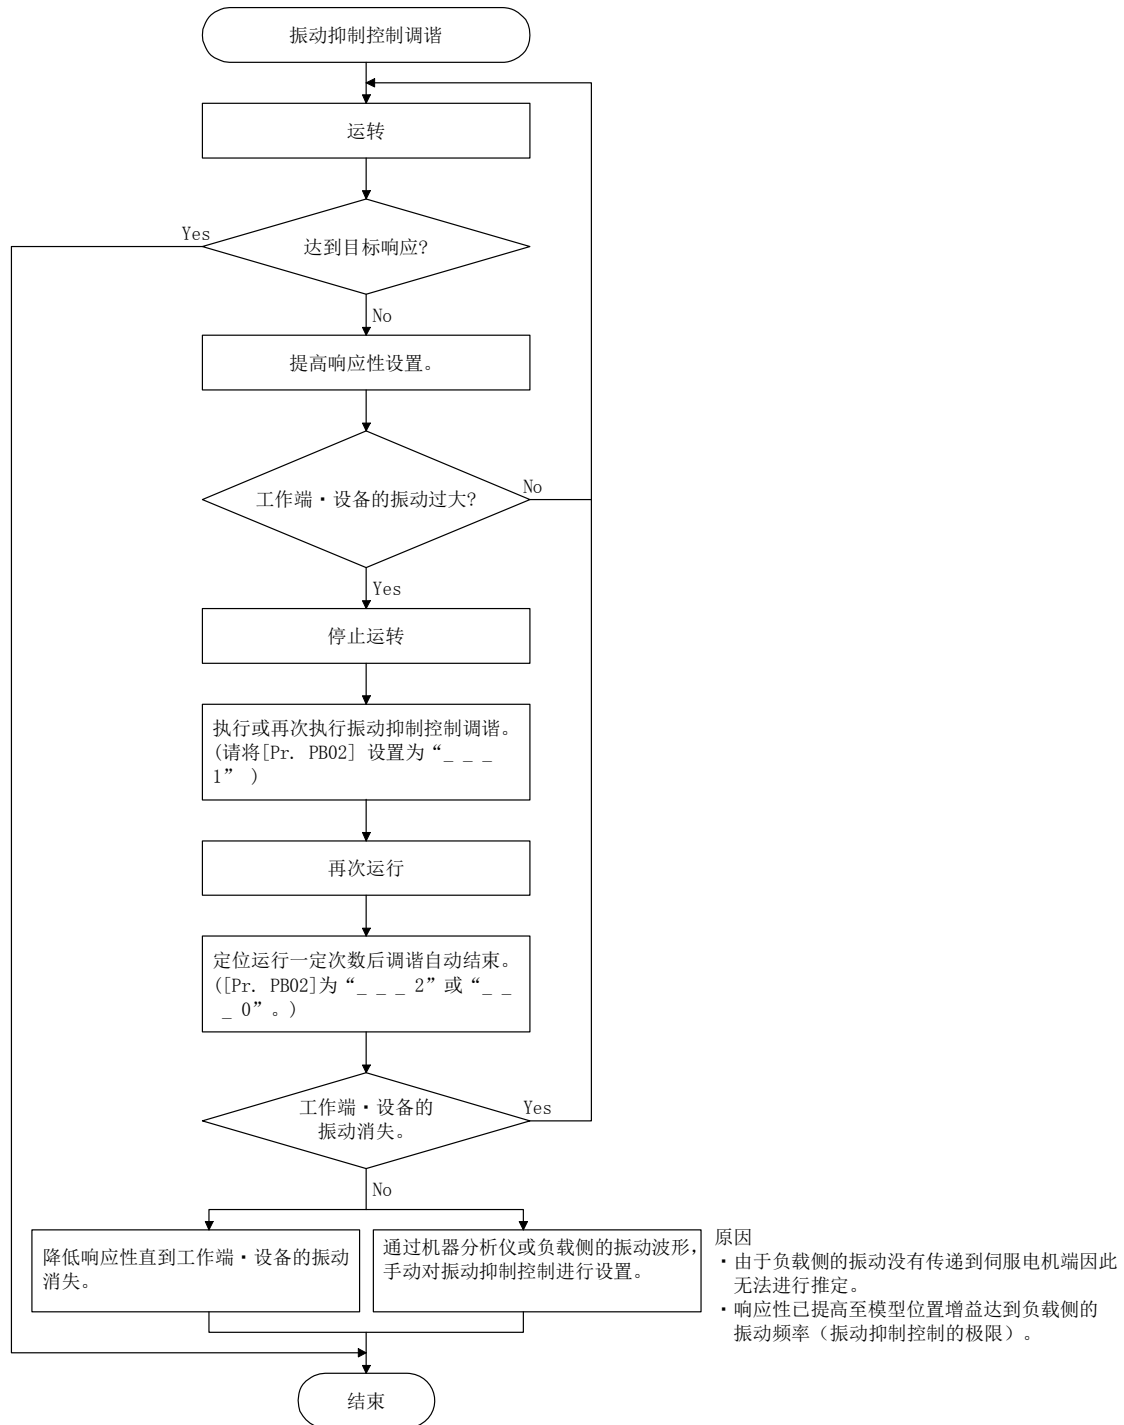 振动抑制控制调谐
运转
Yes
达到目标响应?
No
提高响应性设置。
工作端・设备的振动过大?
No
Yes
停止运转
执行或再次执行振动抑制控制调谐。
(请将[Pr. PB02] 设置为“_ _ _
1” )
再次运行
定位运行一定次数后调谐自动结束。
([Pr. PB02]为“_ _ _ 2”或“_ _
_ 0”。)
工作端・设备的
振动消失。
Yes
No
降低响应性直到工作端・设备的振动
消失。
通过机器分析仪或负载侧的振动波形,
手动对振动抑制控制进行设置。
原因
・由于负载侧的振动没有传递到伺服电机端因此
无法进行推定。
・响应性已提高至模型位置增益达到负载侧的
振动频率（振动抑制控制的极限）。
结束